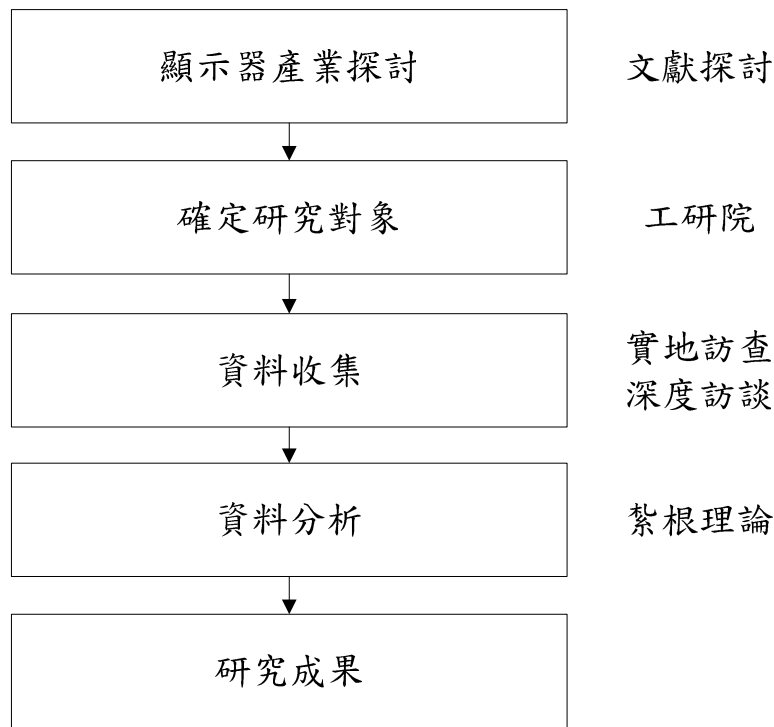 顯示器產業探討
文獻探討
確定研究對象
工研院
資料收集
實地訪查
深度訪談
資料分析
紮根理論
研究成果